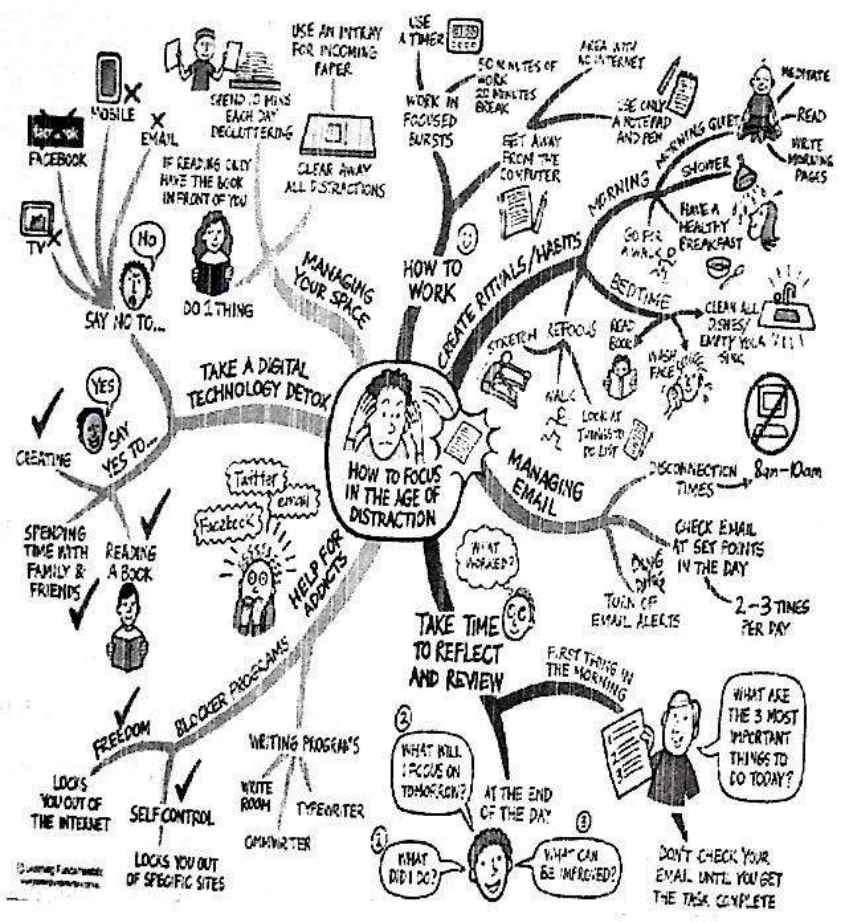 HOW TO FOCUS
IN THE AGE OF
DISTRACTION
MANAGING
YOUR SPACE
SPEND 10 MINS
EACH DAY
DECLUTTERING
USE AN INTRAY
FOR INCOMING
PAPER
CLEAR AWAY
ALL DISTRACTIONS
IF READING ONLY
HAVE THE BOOK
IN FRONT OF YOU
DO 1 THING
HOW TO
WORK
WORK IN
FOCUSED
BURSTS
USE
A TIMER
50 MINUTES OF
WORK
20 MINUTES
BREAK
GET AWAY
FROM THE
COMPUTER
AREA WITH
NO INTERNET
USE ONLY
A NOTEPAD
AND PEN
CREATE RITUALS/HABITS
MORNING
MORNING QUIET
MEDITATE
READ
WRITE
MORNING
PAGES
SHOWER
HAVE A
HEALTHY
BREAKFAST
GO FOR
A WALK
BEDTIME
CLEAN ALL
DISHES/
EMPTY YOUR
SINK
WASH
FACE
READ
BOOK
REFOCUS
STRETCH
WALK
LOOK AT
THINGS TO
DO LIST
MANAGING
EMAIL
DISCONNECTION
TIMES
8am-10am
CHECK EMAIL
AT SET POINTS
IN THE DAY
2-3 TIMES
PER DAY
TURN OF
EMAIL ALERTS
TAKE TIME
TO REFLECT
AND REVIEW
WHAT
WORKED?
FIRST THING IN
THE MORNING
1
2
3
WHAT ARE
THE 3 MOST
IMPORTANT
THINGS TO
DO TODAY?
DON'T CHECK YOUR
EMAIL UNTIL YOU GET
THE TASK COMPLETE
AT THE END
OF THE DAY
WHAT
DID I DO?
WHAT WILL
I FOCUS ON
TOMORROW?
WHAT CAN
BE IMPROVED?
HELP FOR
ADDICTS
Twitter
email
Facebook
WRITING PROGRAMS
WRITE
ROOM
OMMWRITER
TYPEWRITER
BLOCKER PROGRAMS
FREEDOM
LOCKS
YOU OUT OF
THE INTERNET
SELF CONTROL
LOCKS YOU OUT
OF SPECIFIC SITES
TAKE A DIGITAL
TECHNOLOGY DETOX
SAY NO TO...
No
TV
FACEBOOK
facebook
MOBILE
EMAIL
SAY
YES TO...
YES
CREATING
SPENDING
TIME WITH
FAMILY &
FRIENDS
READING
A BOOK
© Learning Fundamentals